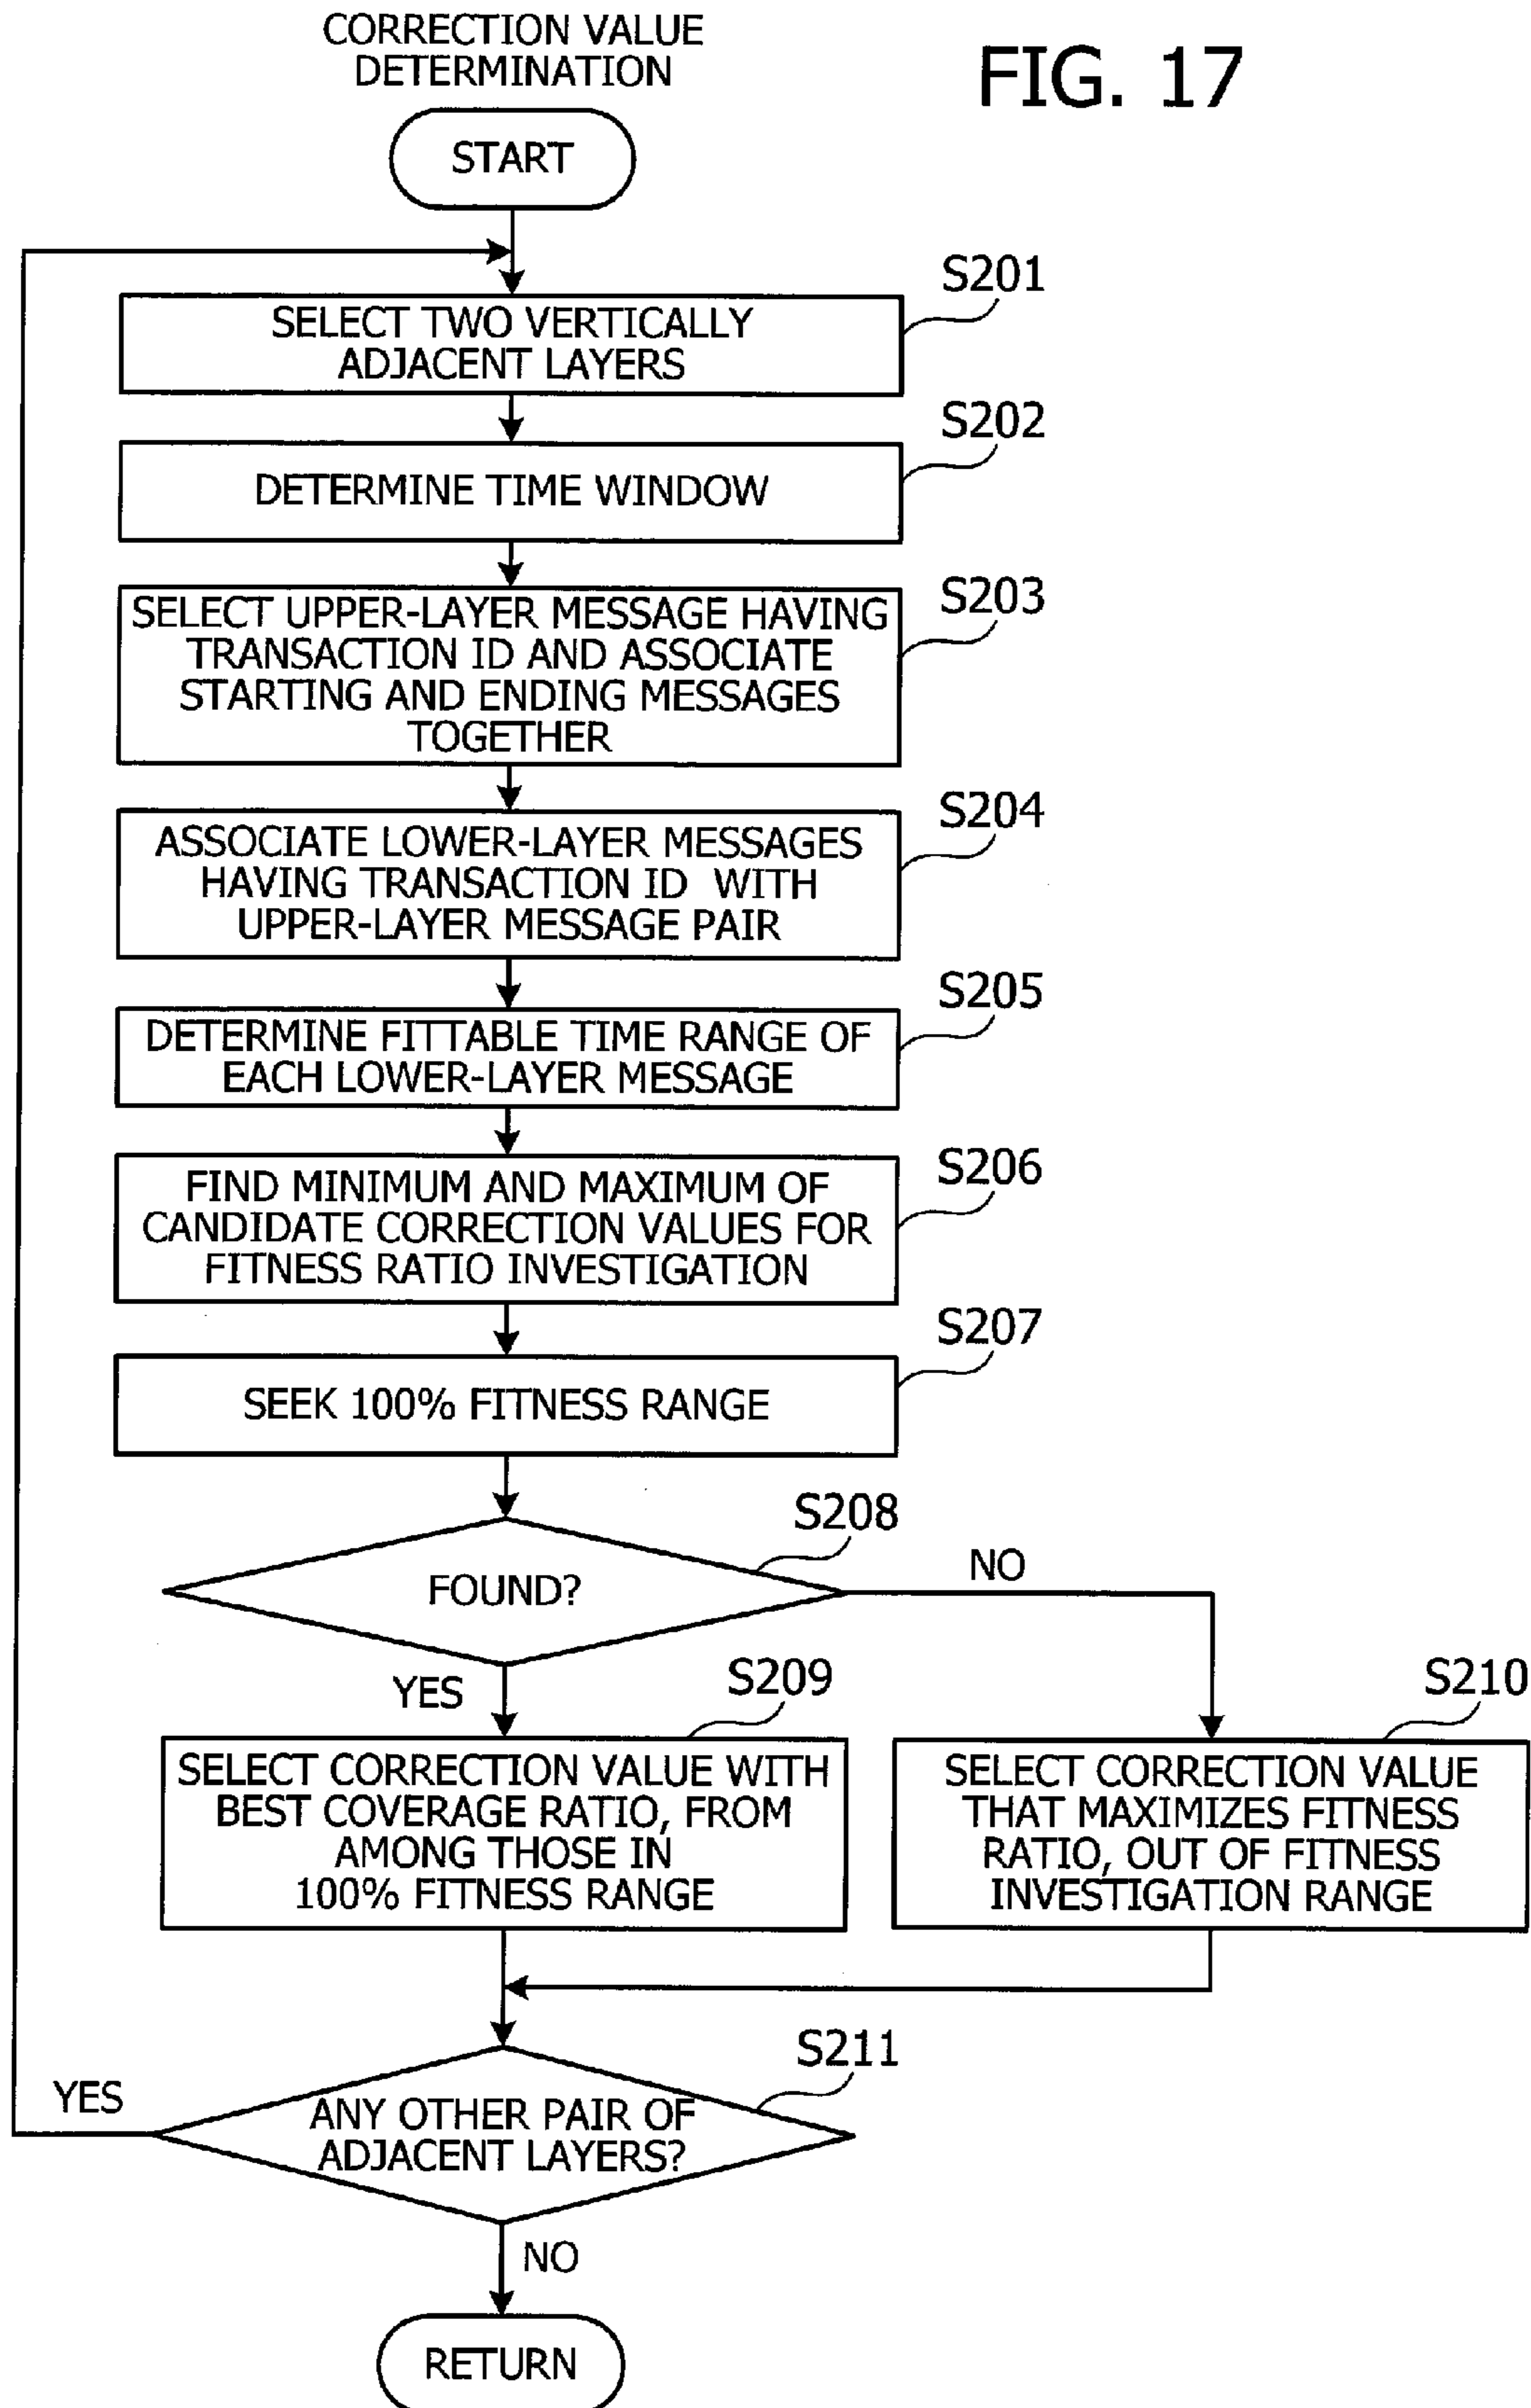 CORRECTION VALUE
DETERMINATION
FIG. 17
START
S201
SELECT TWO VERTICALLY
ADJACENT LAYERS
S202
DETERMINE TIME WINDOW
S203
SELECT UPPER-LAYER MESSAGE HAVING
TRANSACTION ID AND ASSOCIATE
STARTING AND ENDING MESSAGES
TOGETHER
S204
ASSOCIATE LOWER-LAYER MESSAGES
HAVING TRANSACTION ID WITH
UPPER-LAYER MESSAGE PAIR
S205
DETERMINE FITTABLE TIME RANGE OF
EACH LOWER-LAYER MESSAGE
S206
FIND MINIMUM AND MAXIMUM OF
CANDIDATE CORRECTION VALUES FOR
FITNESS RATIO INVESTIGATION
S207
SEEK 100% FITNESS RANGE
S208
FOUND?
NO
YES
S209
SELECT CORRECTION VALUE WITH
BEST COVERAGE RATIO, FROM
AMONG THOSE IN
100% FITNESS RANGE
S210
SELECT CORRECTION VALUE
THAT MAXIMIZES FITNESS
RATIO, OUT OF FITNESS
INVESTIGATION RANGE
S211
YES
ANY OTHER PAIR OF
ADJACENT LAYERS?
NO
RETURN